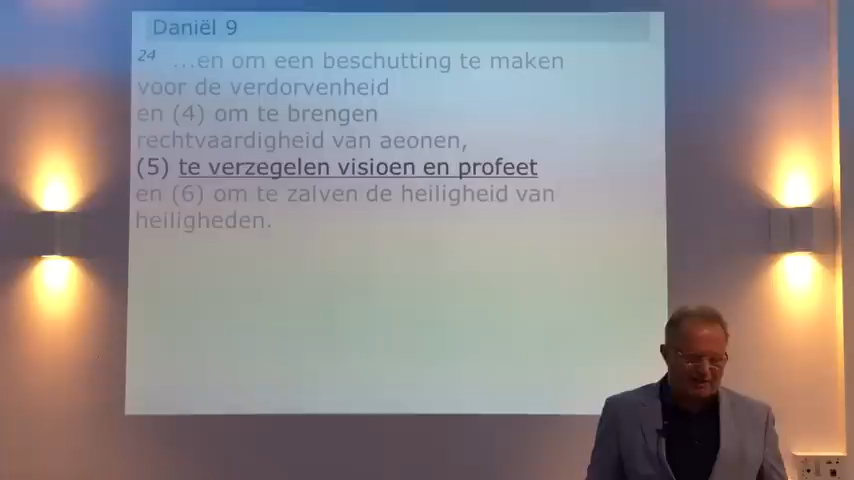 Daniël 9
24 ...en om een beschutting te maken
voor de verdorvenheid
en (4) om te brengen
rechtvaardigheid van aeonen,
(5) te verzegelen visioen en profeet
en (6) om te zalven de heiligheid van
heiligheden.